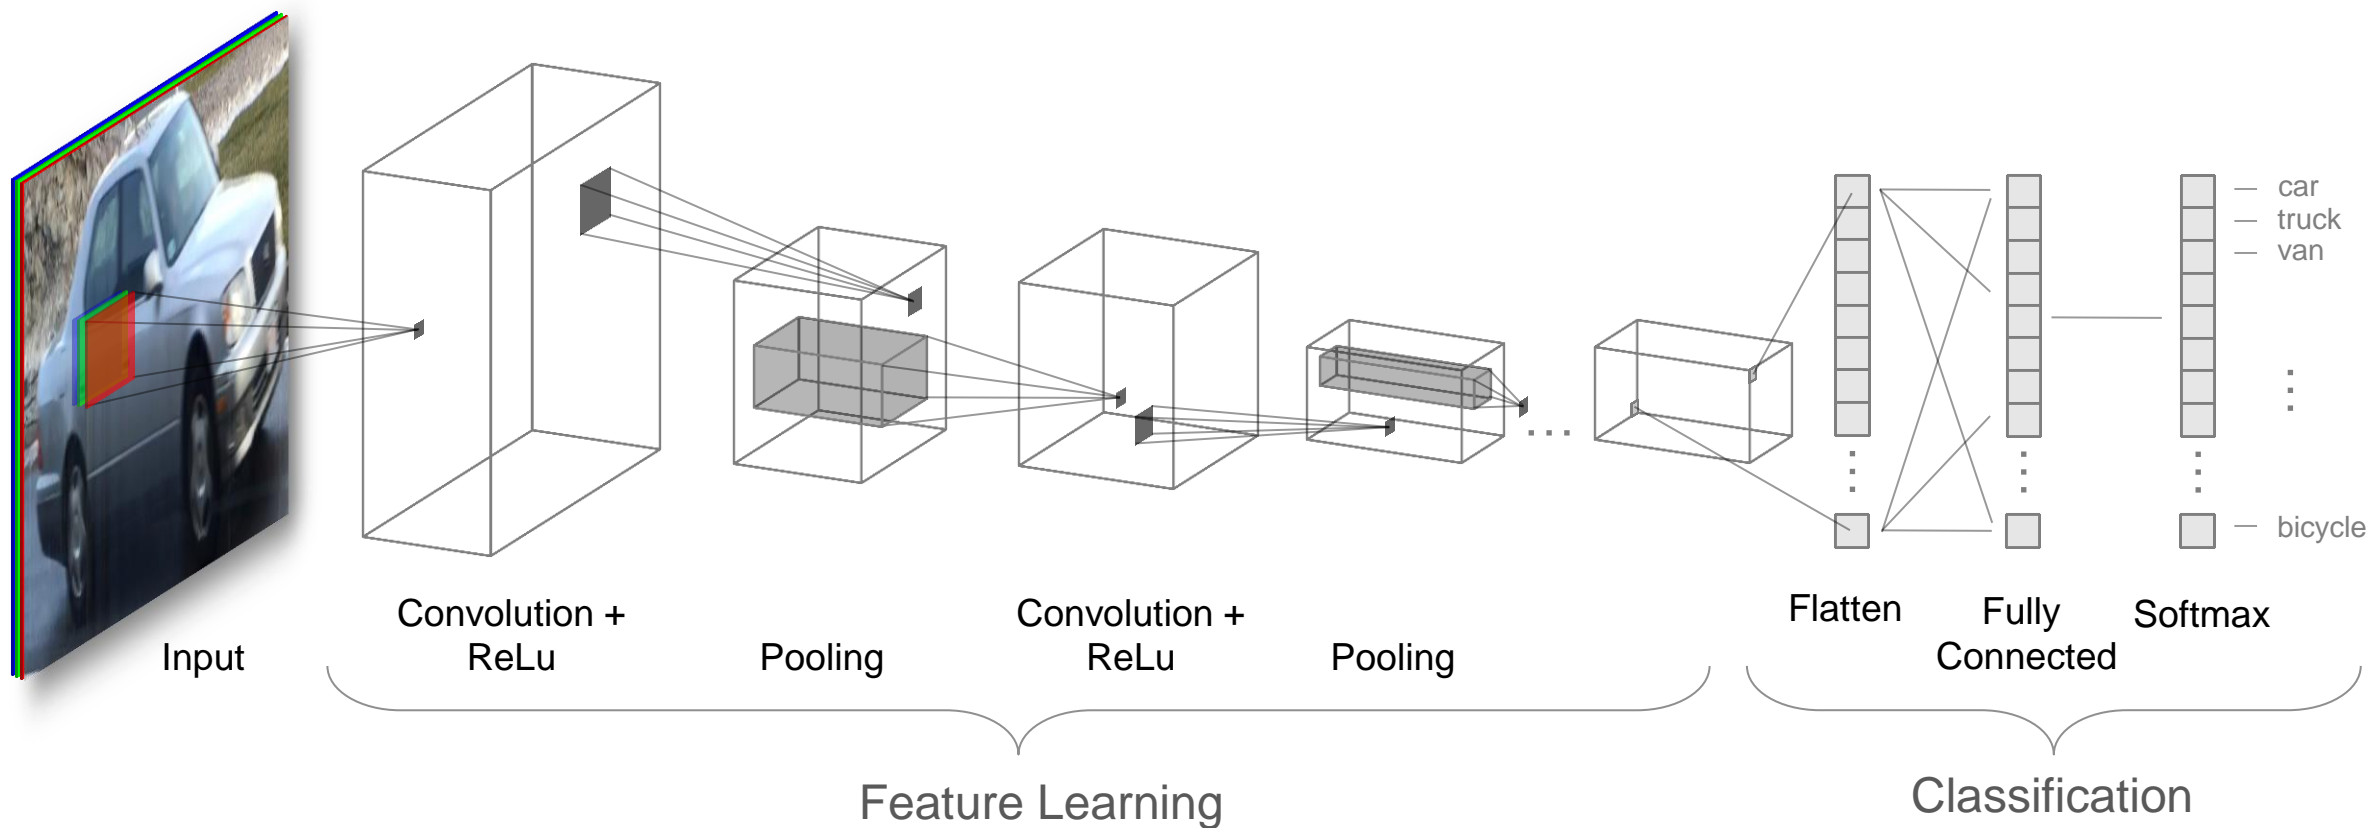 car
truck
van
bicycle
Input
Convolution +
ReLu
Pooling
Convolution +
ReLu
Pooling
Flatten
Fully
Connected
Softmax
Feature Learning
Classification